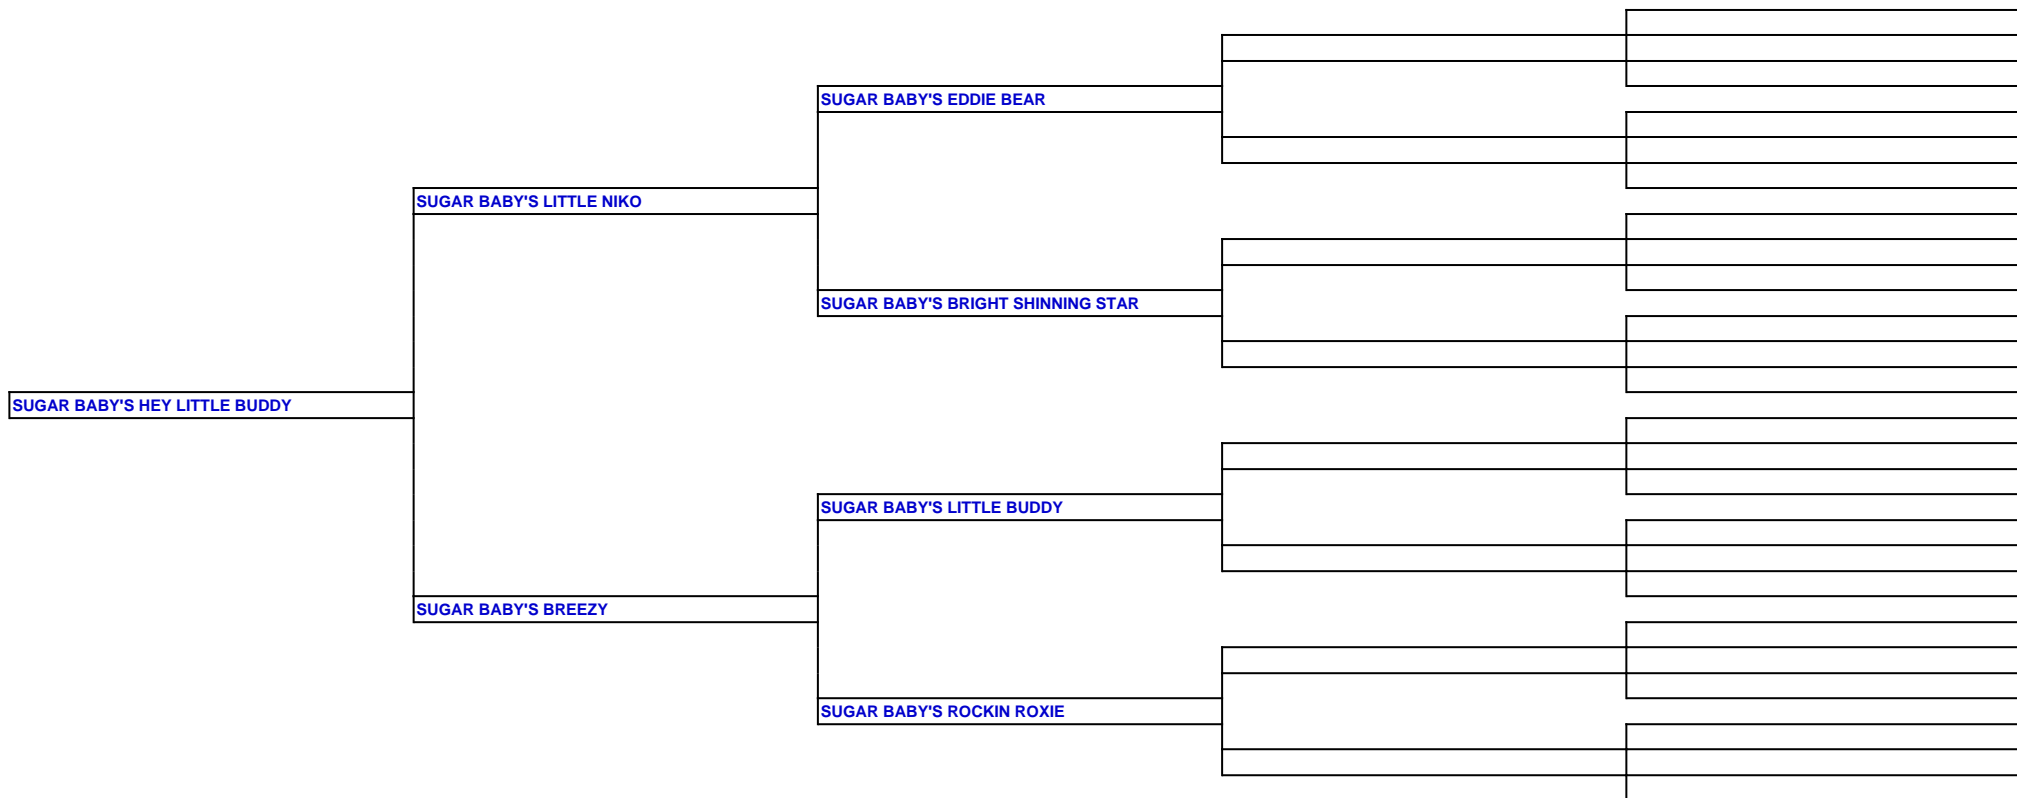 SUGAR BABY'S EDDIE BEAR
SUGAR BABY'S LITTLE NIKO
SUGAR BABY'S BRIGHT SHINNING STAR
SUGAR BABY'S HEY LITTLE BUDDY
SUGAR BABY'S LITTLE BUDDY
SUGAR BABY'S BREEZY
SUGAR BABY'S ROCKIN ROXIE